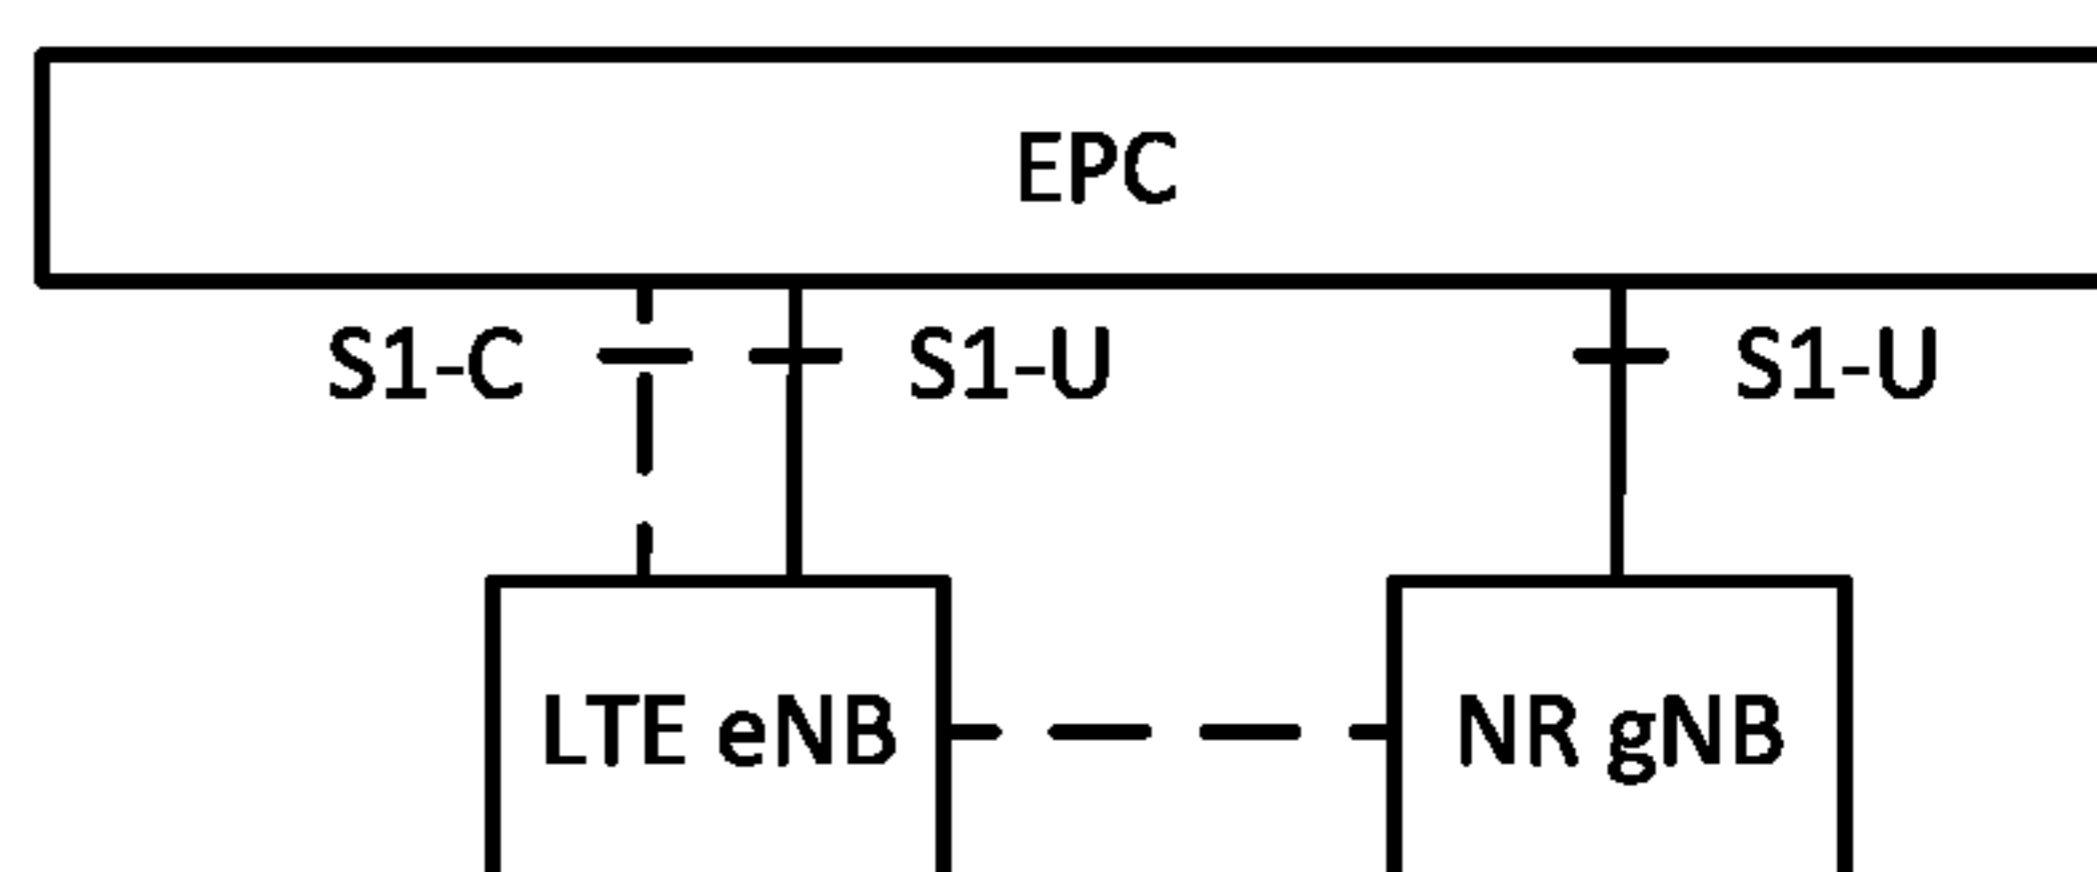 EPC
S1-C
S1-U
S1-U
LTE eNB
NR gNB